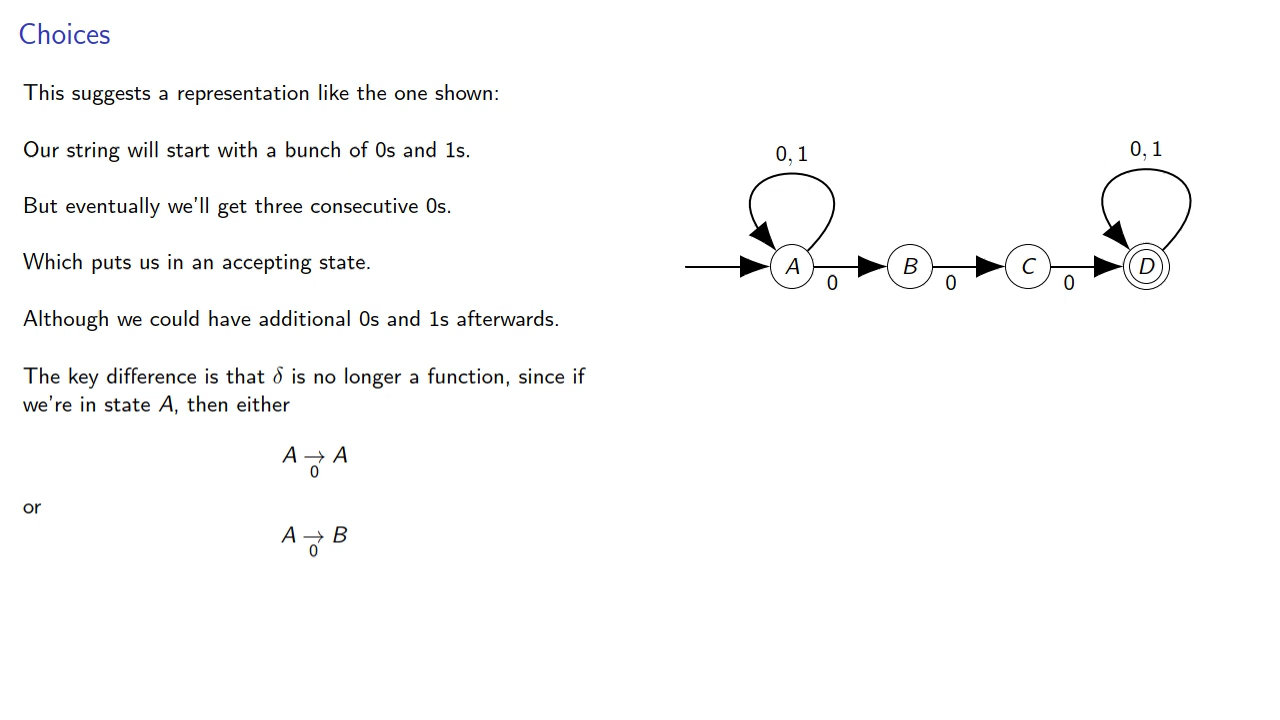 Choices
This suggests a representation like the one shown:
Our string will start with a bunch of 0s and 1s.
But eventually we'll get three consecutive 0s.
Which puts us in an accepting state.
Although we could have additional 0s and 1s afterwards.
The key difference is that δ is no longer a function, since if
we're in state A, then either
A → A
0
or
A → B
0
0, 1
0, 1
A B C D
0 0 0